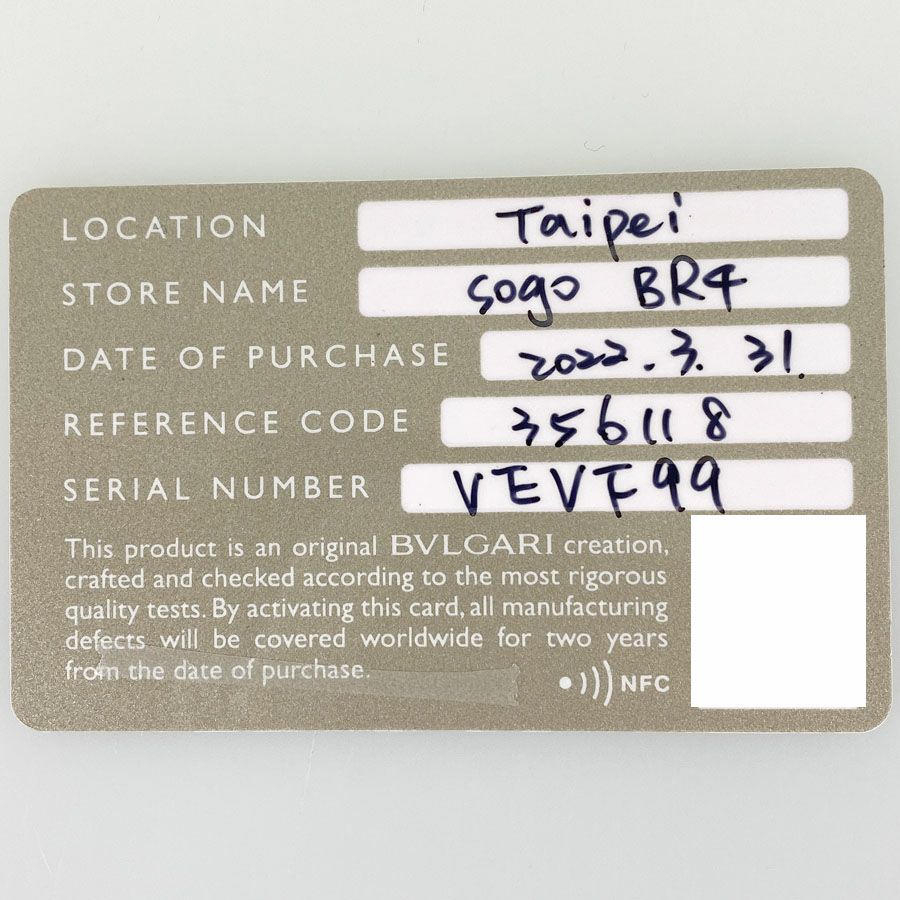 LOCATION Taipei
STORE NAME Sogo BR4
DATE OF PURCHASE 2022.3.31.
REFERENCE CODE 356118
SERIAL NUMBER VEVF99
This product is an original BVLGARI creation,
crafted and checked according to the most rigorous
quality tests. By activating this card, all manufacturing
defects will be covered worldwide for two years
from the date of purchase.
NFC